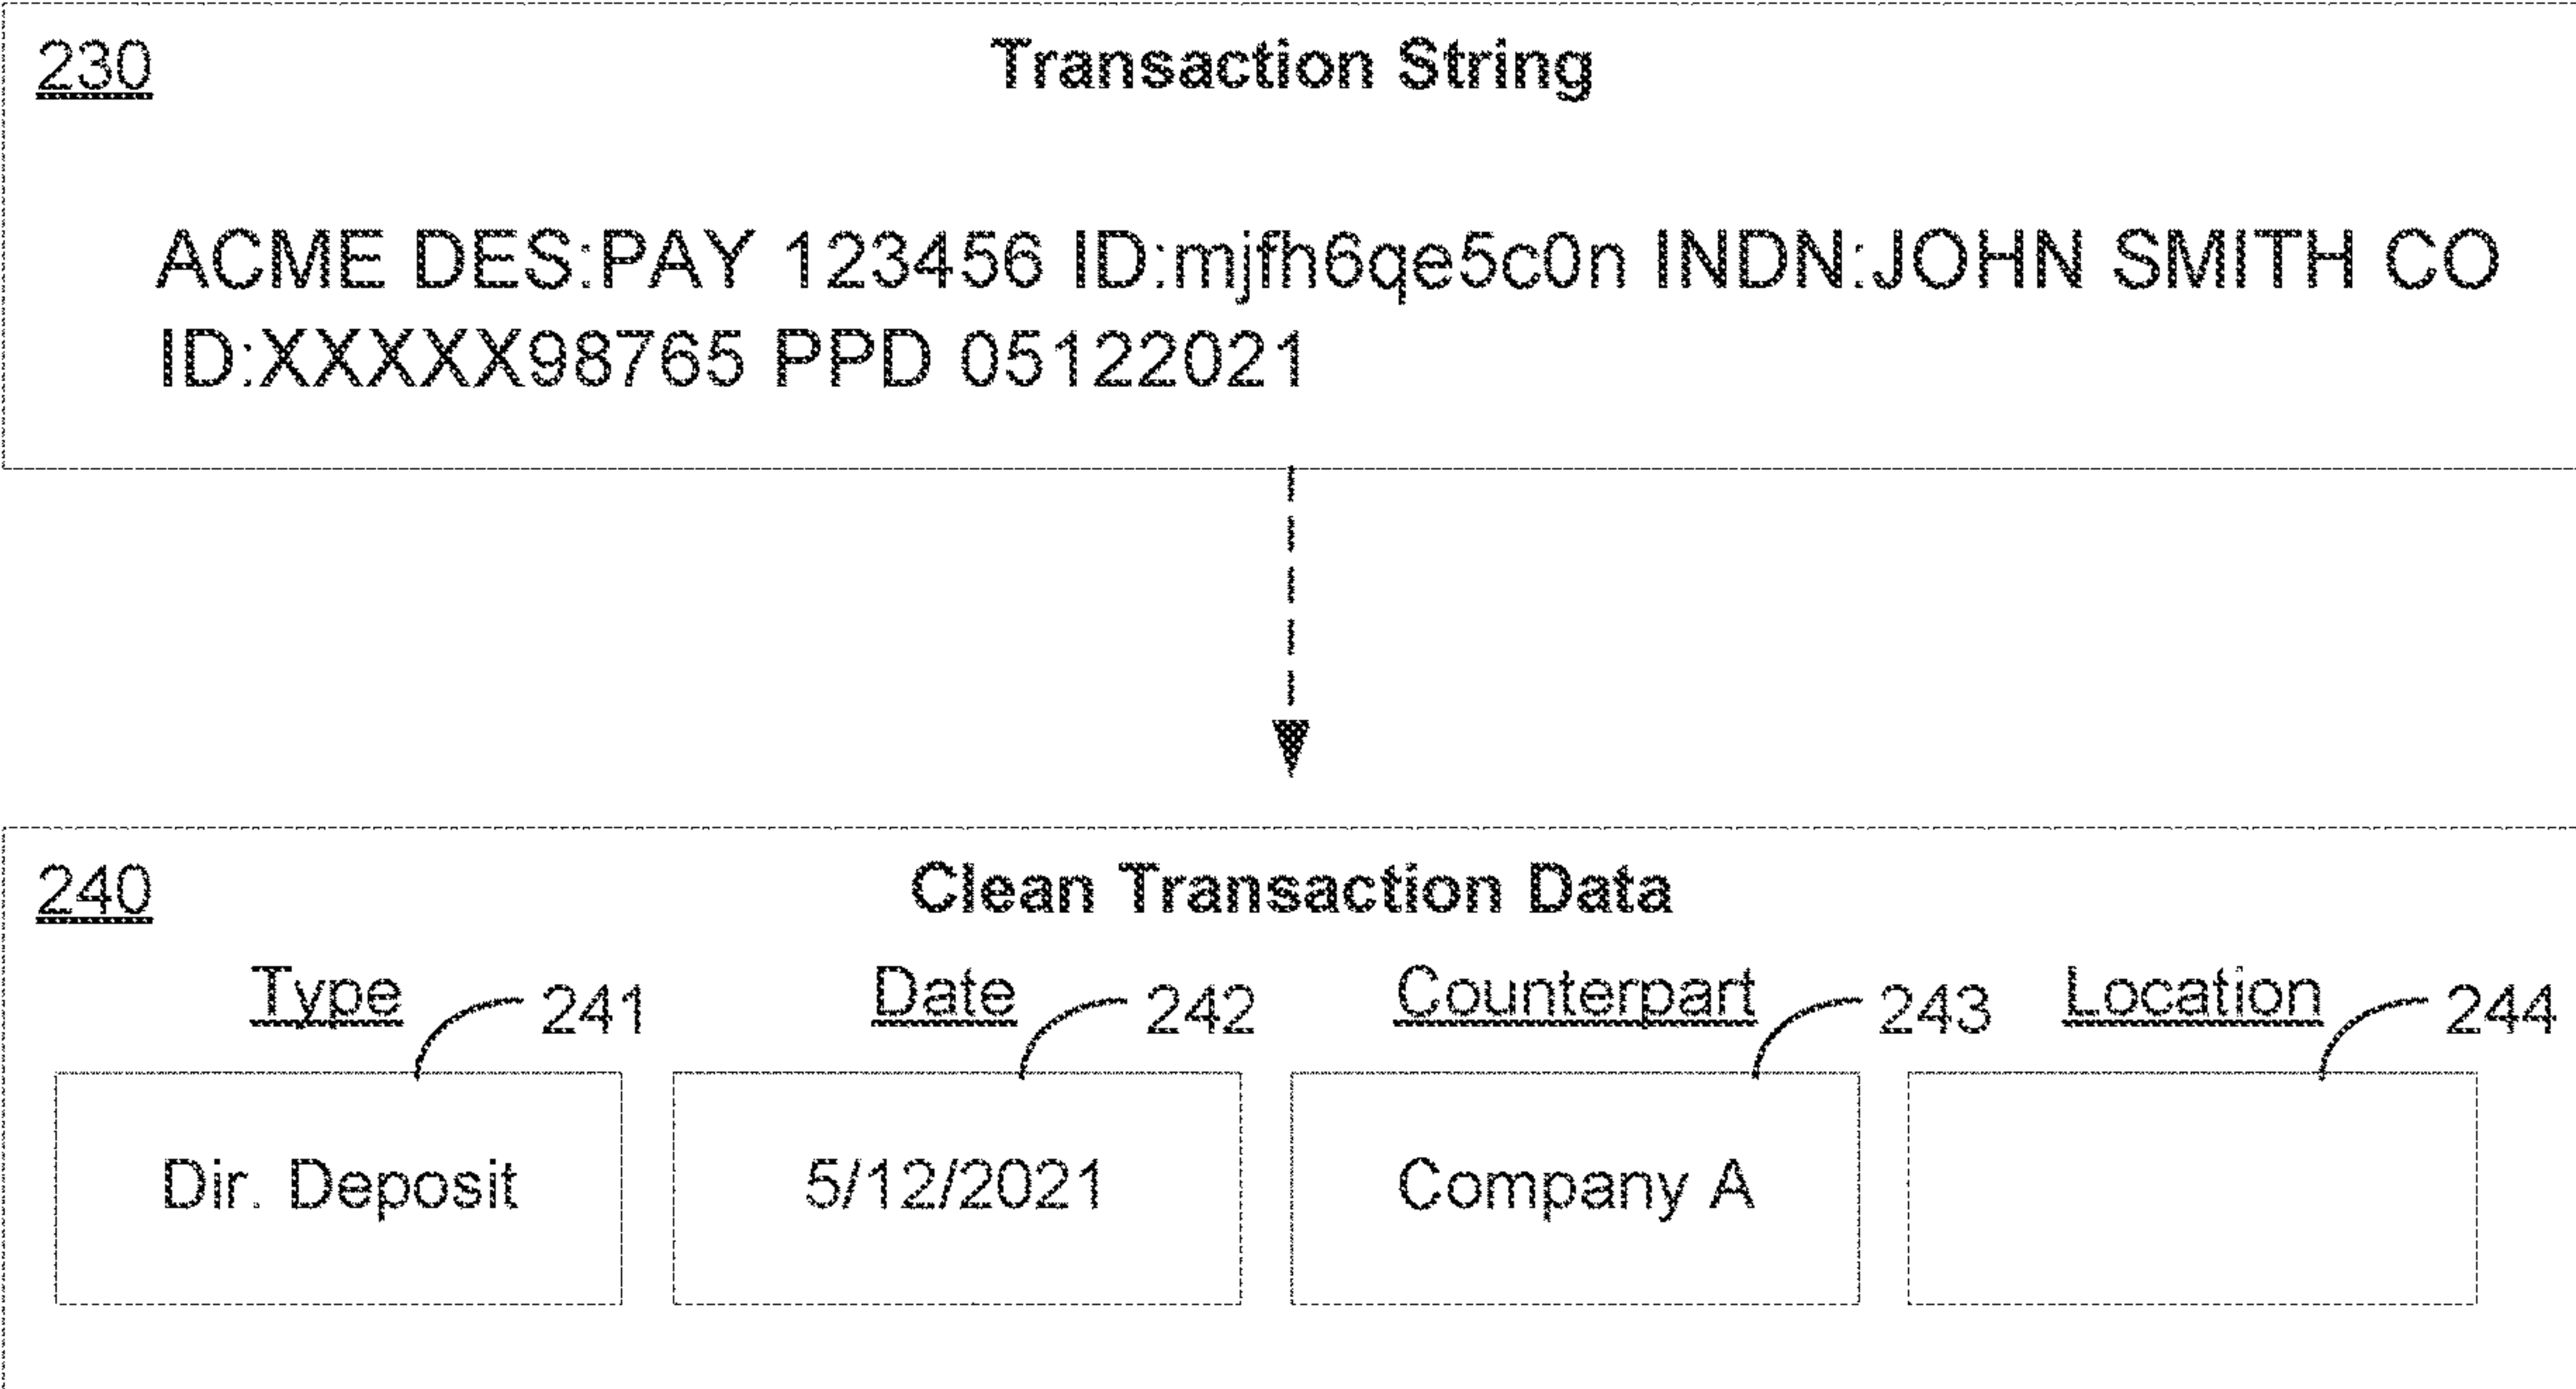 230 Transaction String
ACME DES:PAY 123456 ID:mjfh6qe5c0n INDN:JOHN SMITH CO
ID:XXXXX98765 PPD 05122021
240 Clean Transaction Data
Type 241 Date 242 Counterpart 243 Location 244
Dir. Deposit 5/12/2021 Company A